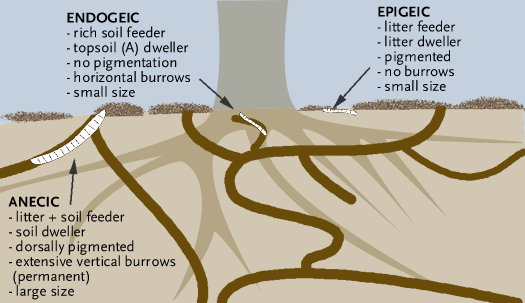 ENDOGEIC
- rich soil feeder
- topsoil (A) dweller
- no pigmentation
- horizontal burrows
- small size
EPIGEIC
- litter feeder
- litter dweller
- pigmented
- no burrows
- small size
ANECIC
- litter + soil feeder
- soil dweller
- dorsally pigmented
- extensive vertical burrows
(permanent)
- large size